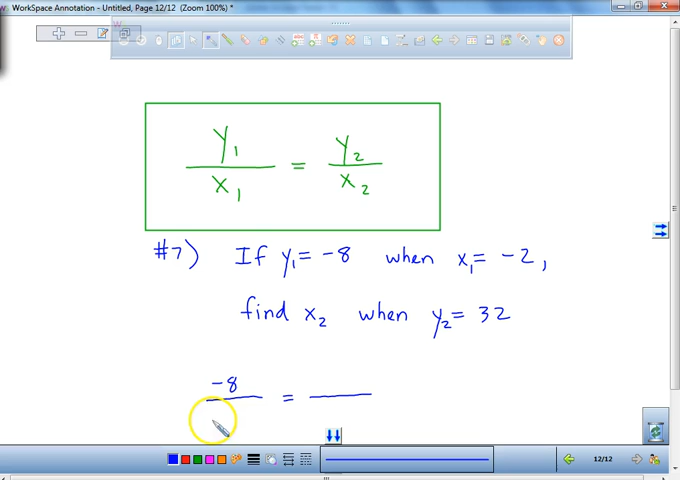 WorkSpace Annotation - Untitled, Page 12/12 (Zoom 100%) *
y₁ / x₁ = y₂ / x₂
#7) If y₁ = -8 when x₁ = -2,
find x₂ when y₂ = 32
-8 / =
12/12